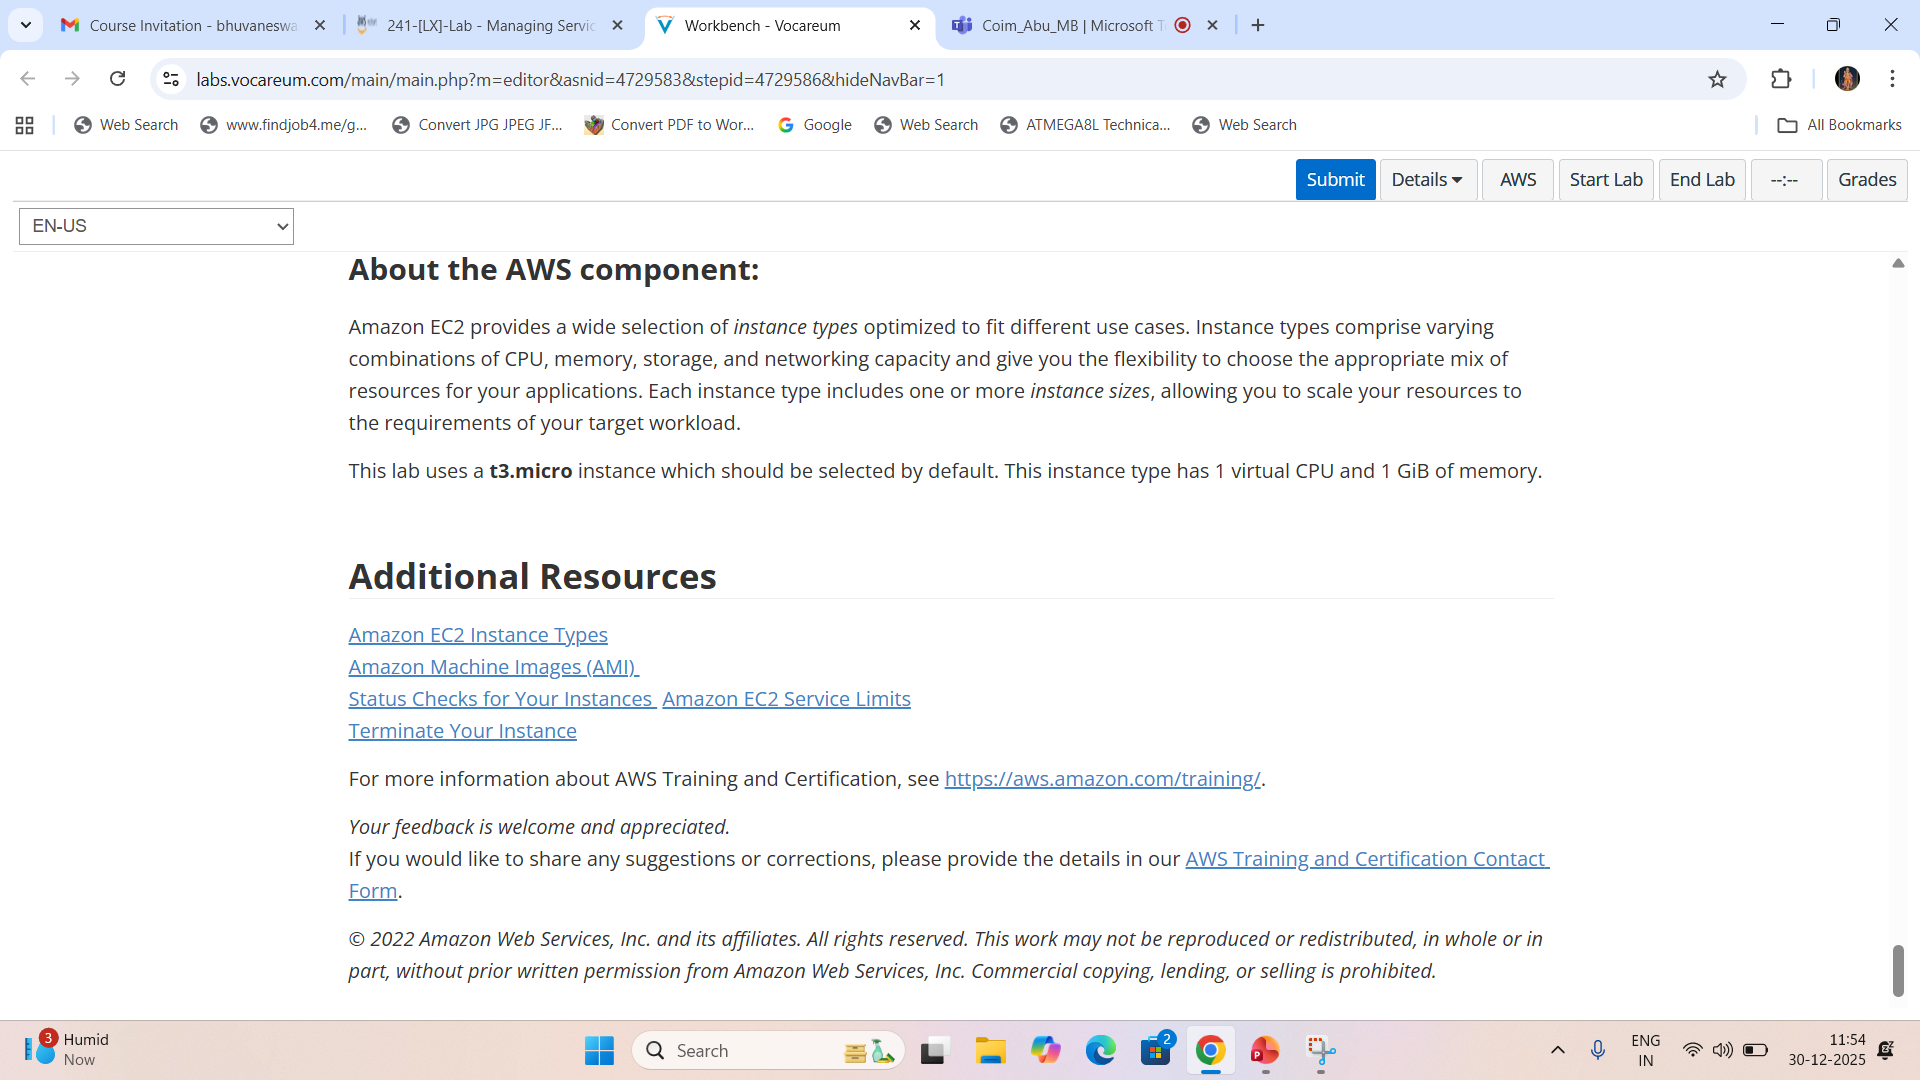 Course Invitation - bhuvaneswa
241-[LX]-Lab - Managing Servic
Workbench - Vocareum
Coim_Abu_MB | Microsoft T
labs.vocareum.com/main/main.php?m=editor&asnid=4729583&stepid=4729586&hideNavBar=1
Web Search
www.findjob4.me/g...
Convert JPG JPEG JF...
Convert PDF to Wor...
Google
Web Search
ATMEGA8L Technica...
Web Search
All Bookmarks
Submit
Details
AWS
Start Lab
End Lab
--:--
Grades
EN-US
About the AWS component:
Amazon EC2 provides a wide selection of instance types optimized to fit different use cases. Instance types comprise varying
combinations of CPU, memory, storage, and networking capacity and give you the flexibility to choose the appropriate mix of
resources for your applications. Each instance type includes one or more instance sizes, allowing you to scale your resources to
the requirements of your target workload.
This lab uses a t3.micro instance which should be selected by default. This instance type has 1 virtual CPU and 1 GiB of memory.
Additional Resources
Amazon EC2 Instance Types
Amazon Machine Images (AMI)
Status Checks for Your Instances Amazon EC2 Service Limits
Terminate Your Instance
For more information about AWS Training and Certification, see https://aws.amazon.com/training/.
Your feedback is welcome and appreciated.
If you would like to share any suggestions or corrections, please provide the details in our AWS Training and Certification Contact
Form.
© 2022 Amazon Web Services, Inc. and its affiliates. All rights reserved. This work may not be reproduced or redistributed, in whole or in
part, without prior written permission from Amazon Web Services, Inc. Commercial copying, lending, or selling is prohibited.
3
Humid
Now
Search
2
ENG
IN
11:54
30-12-2025